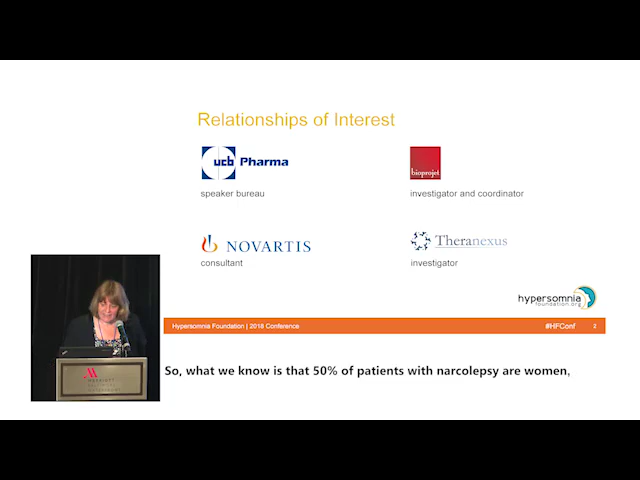 Relationships of Interest
ucb Pharma
bioprojet
speaker bureau
investigator and coordinator
NOVARTIS
Theranexus
consultant
investigator
hypersomnia
foundation.org
Hypersomnia Foundation | 2018 Conference
#HFConf
2
Marriott
So, what we know is that 50% of patients with narcolepsy are women,